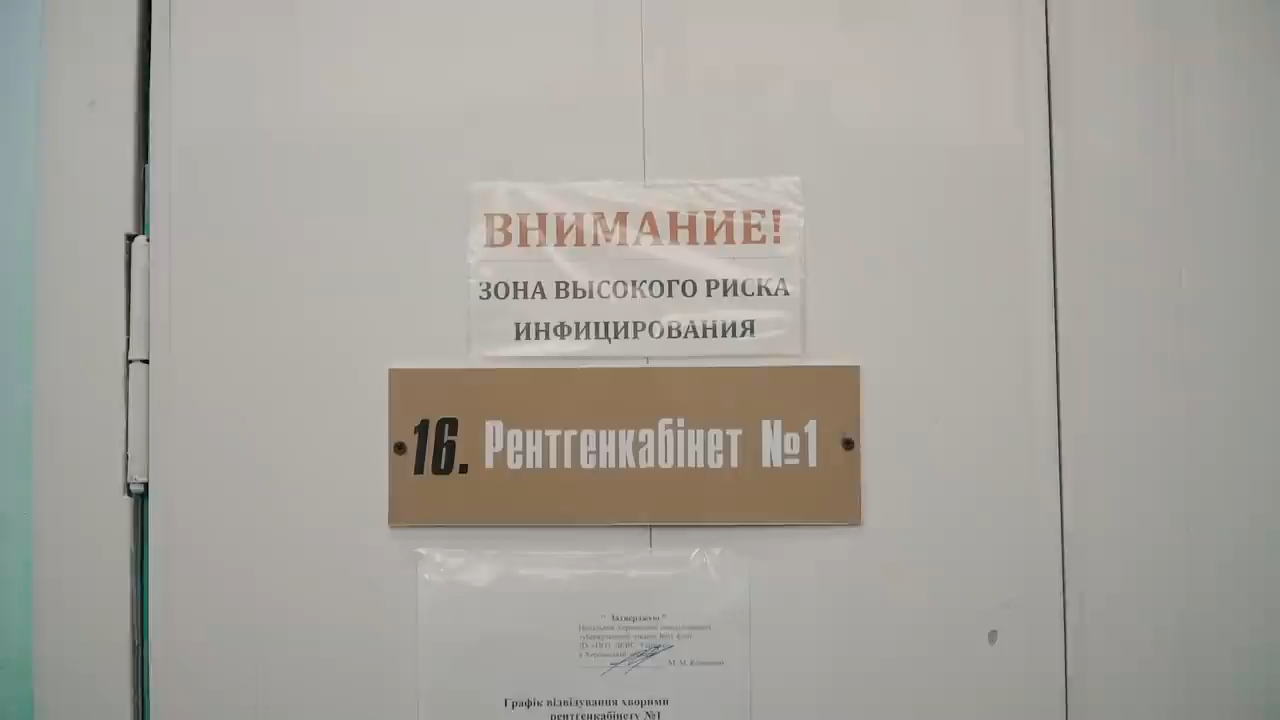 ВНИМАНИЕ!
ЗОНА ВЫСОКОГО РИСКА
ИНФИЦИРОВАНИЯ
16. Рентгенкабінет №1
"Затверджую"
Графік відвідування хворими
рентгенкабінету №1